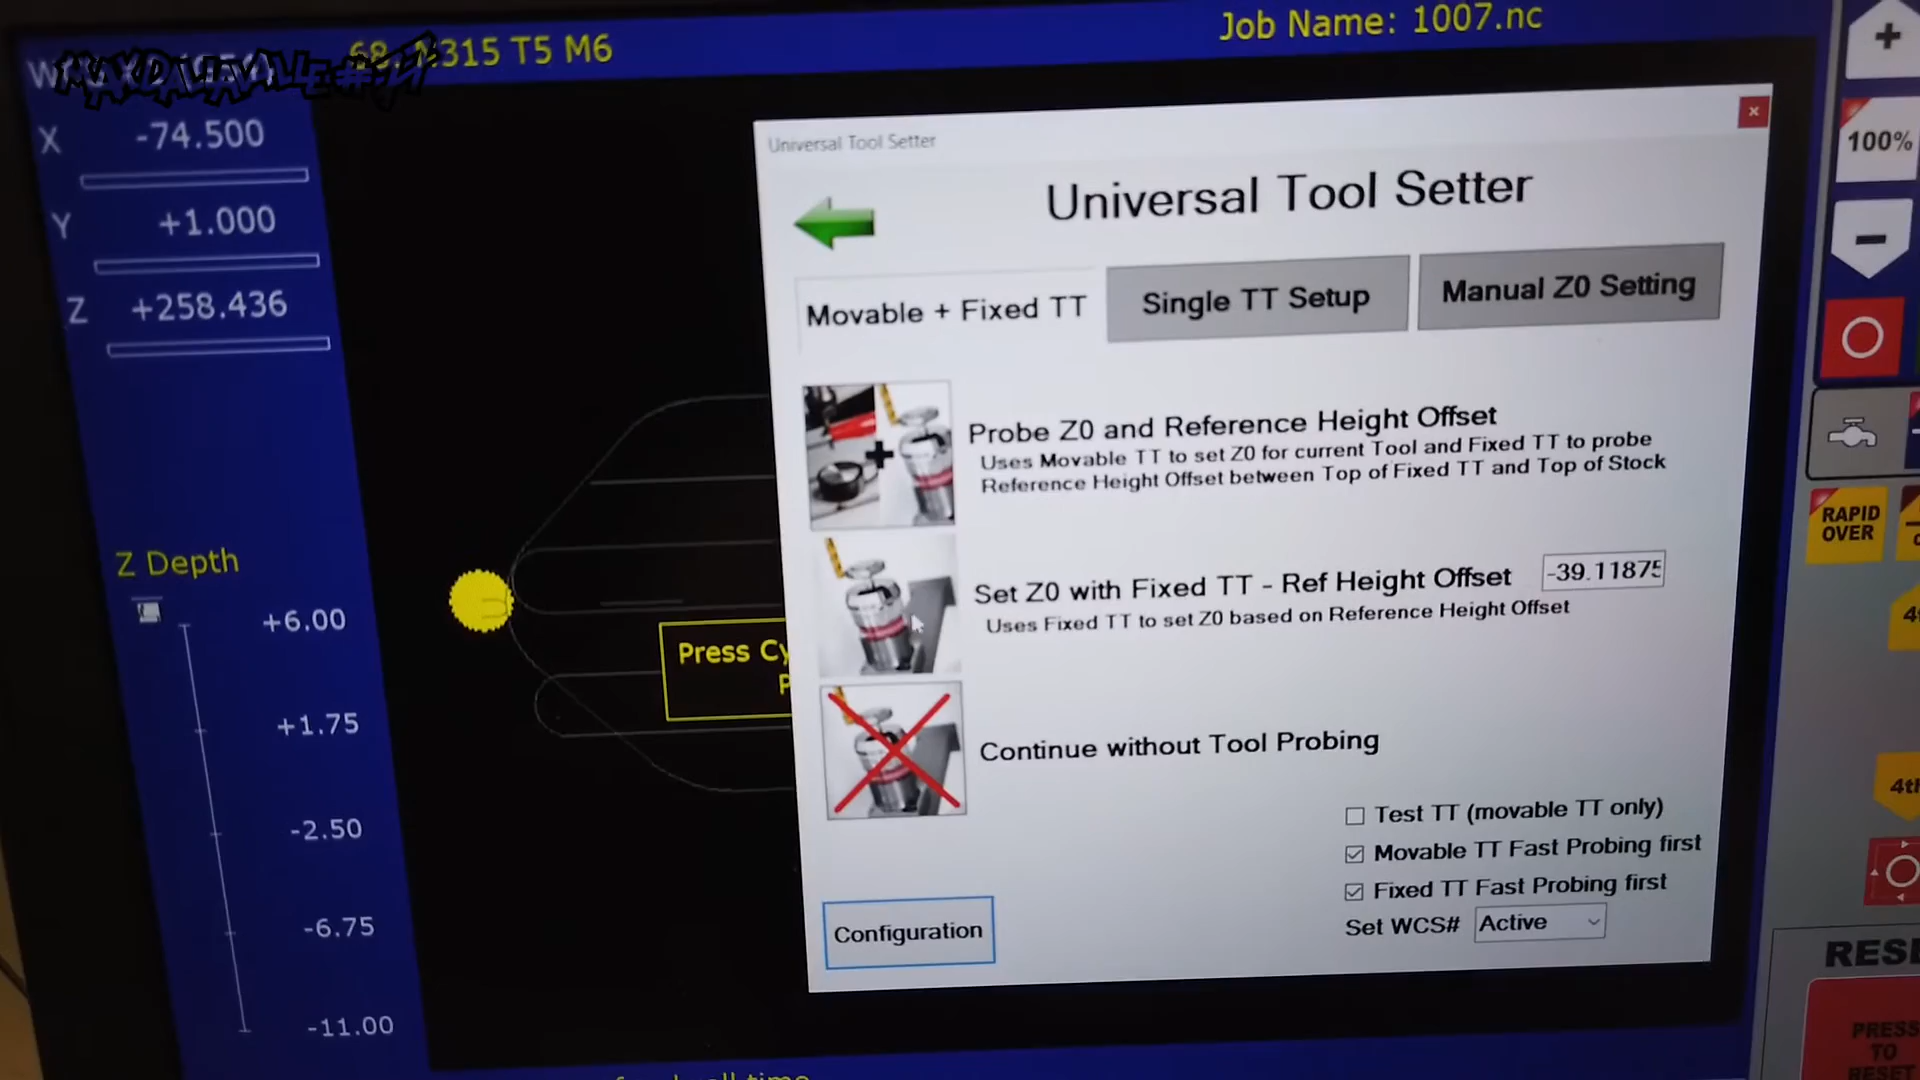 68. N315 T5 M6
Job Name: 1007.nc
X -74.500
Y +1.000
Z +258.436
Z Depth
+6.00
+1.75
-2.50
-6.75
-11.00
Press
Universal Tool Setter
Universal Tool Setter
Movable + Fixed TT
Single TT Setup
Manual Z0 Setting
Probe Z0 and Reference Height Offset
Uses Movable TT to set Z0 for current Tool and Fixed TT to probe
Reference Height Offset between Top of Fixed TT and Top of Stock
Set Z0 with Fixed TT - Ref Height Offset -39.11875
Uses Fixed TT to set Z0 based on Reference Height Offset
Continue without Tool Probing
Test TT (movable TT only)
Movable TT Fast Probing first
Fixed TT Fast Probing first
Set WCS# Active
Configuration
+
100%
RAPID
OVER
4th
PRESS
TO
RESET